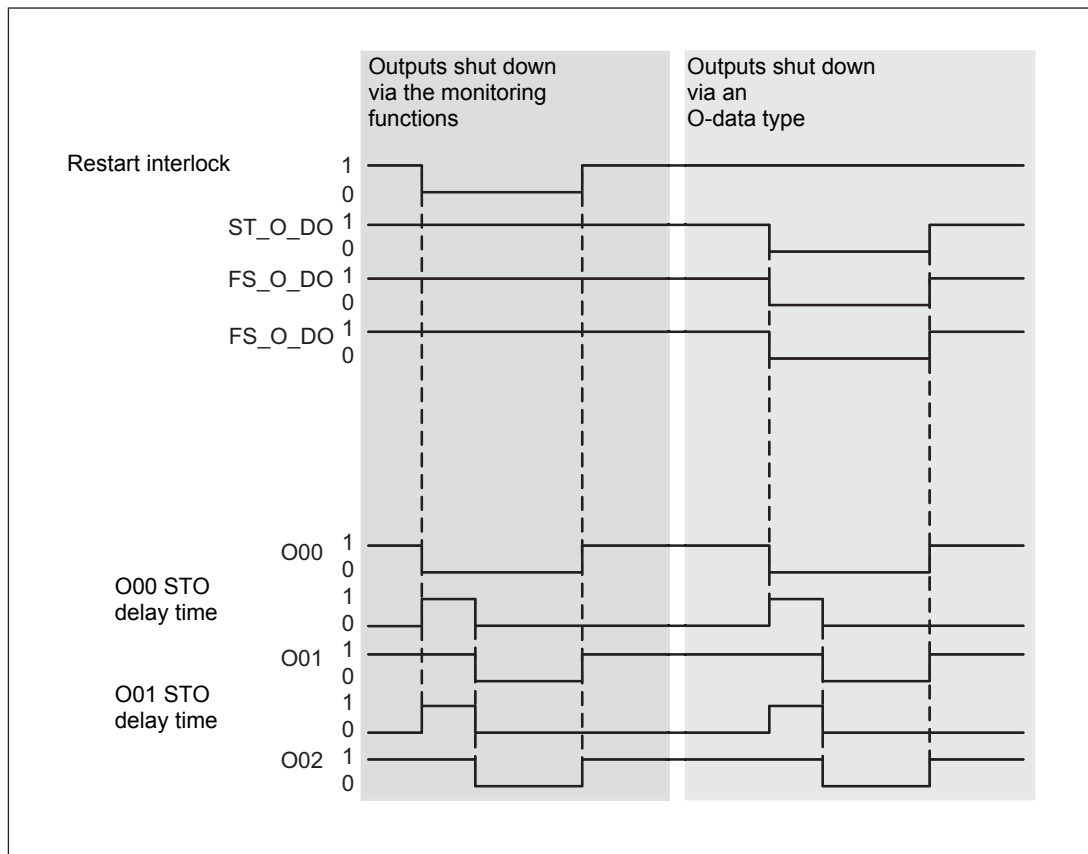 Outputs shut down
via the monitoring
functions
Outputs shut down
via an
O-data type
Restart interlock
1
0
ST_O_DO
1
0
FS_O_DO
1
0
FS_O_DO
1
0
O00
1
0
O00 STO
delay time
1
0
O01
1
0
O01 STO
delay time
1
0
O02
1
0